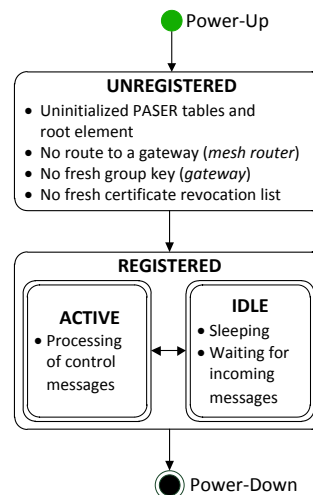 Power-Up
UNREGISTERED
• Uninitialized PASER tables and
root element
• No route to a gateway (mesh router)
• No fresh group key (gateway)
• No fresh certificate revocation list
REGISTERED
ACTIVE
• Processing
of control
messages
IDLE
• Sleeping
• Waiting for
incoming
messages
Power-Down